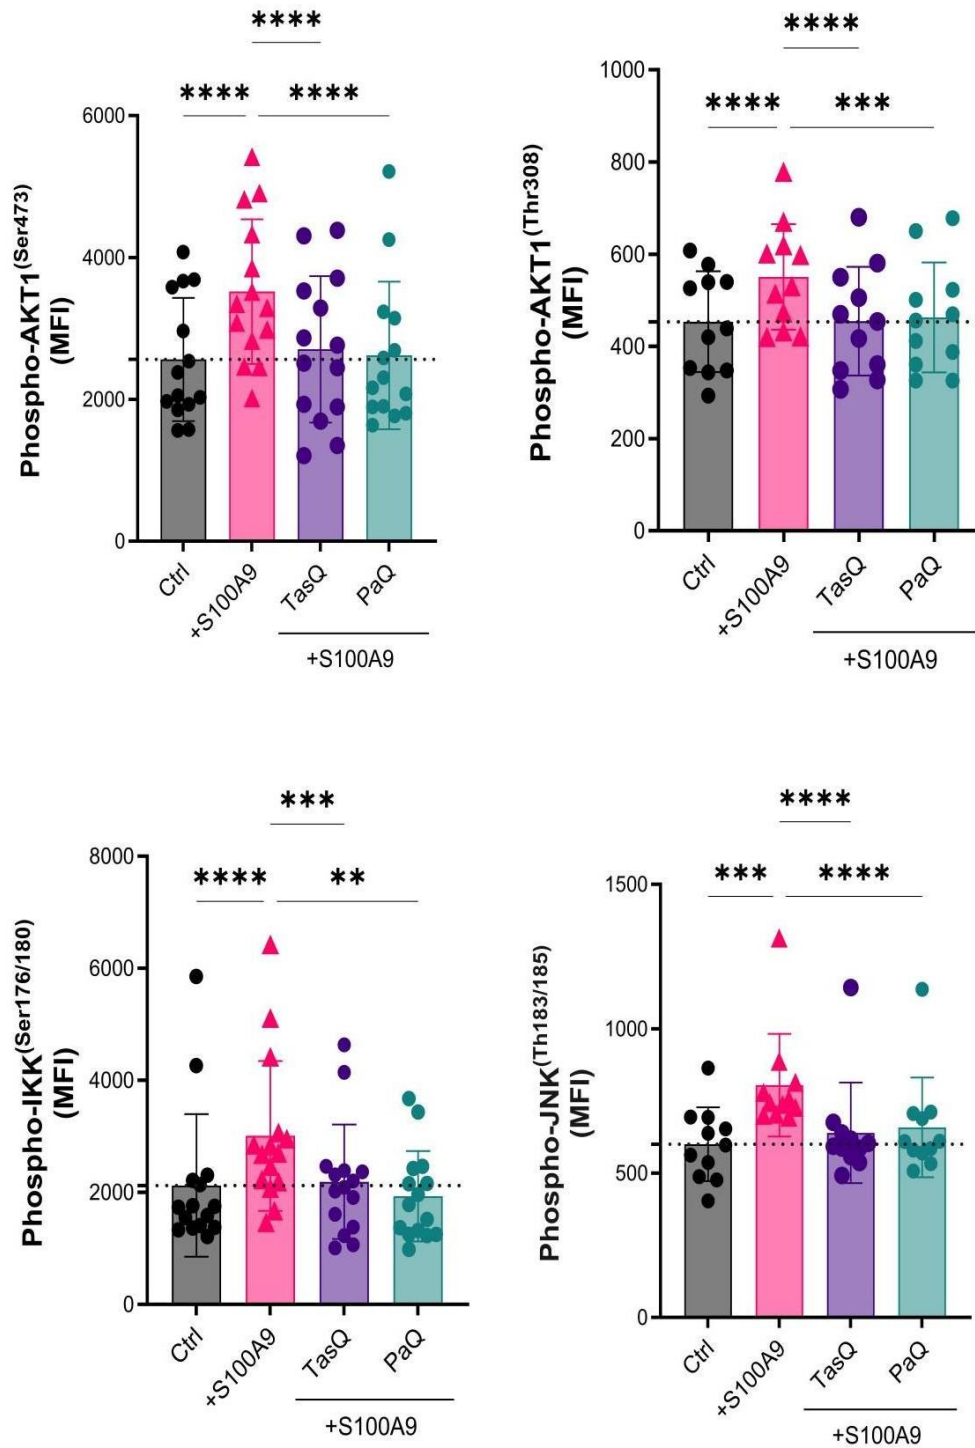 ****
****
****
6000
4000
2000
0
Phospho-AKT1(Ser473)
(MFI)
Ctrl
+S100A9
TasQ
PaQ
+S100A9
****
****
***
1000
800
600
400
200
0
Phospho-AKT1(Thr308)
(MFI)
Ctrl
+S100A9
TasQ
PaQ
+S100A9
***
****
**
8000
6000
4000
2000
0
Phospho-IKK(Ser176/180)
(MFI)
Ctrl
+S100A9
TasQ
PaQ
+S100A9
****
***
****
1500
1000
500
0
Phospho-JNK(Th183/185)
(MFI)
Ctrl
+S100A9
TasQ
PaQ
+S100A9